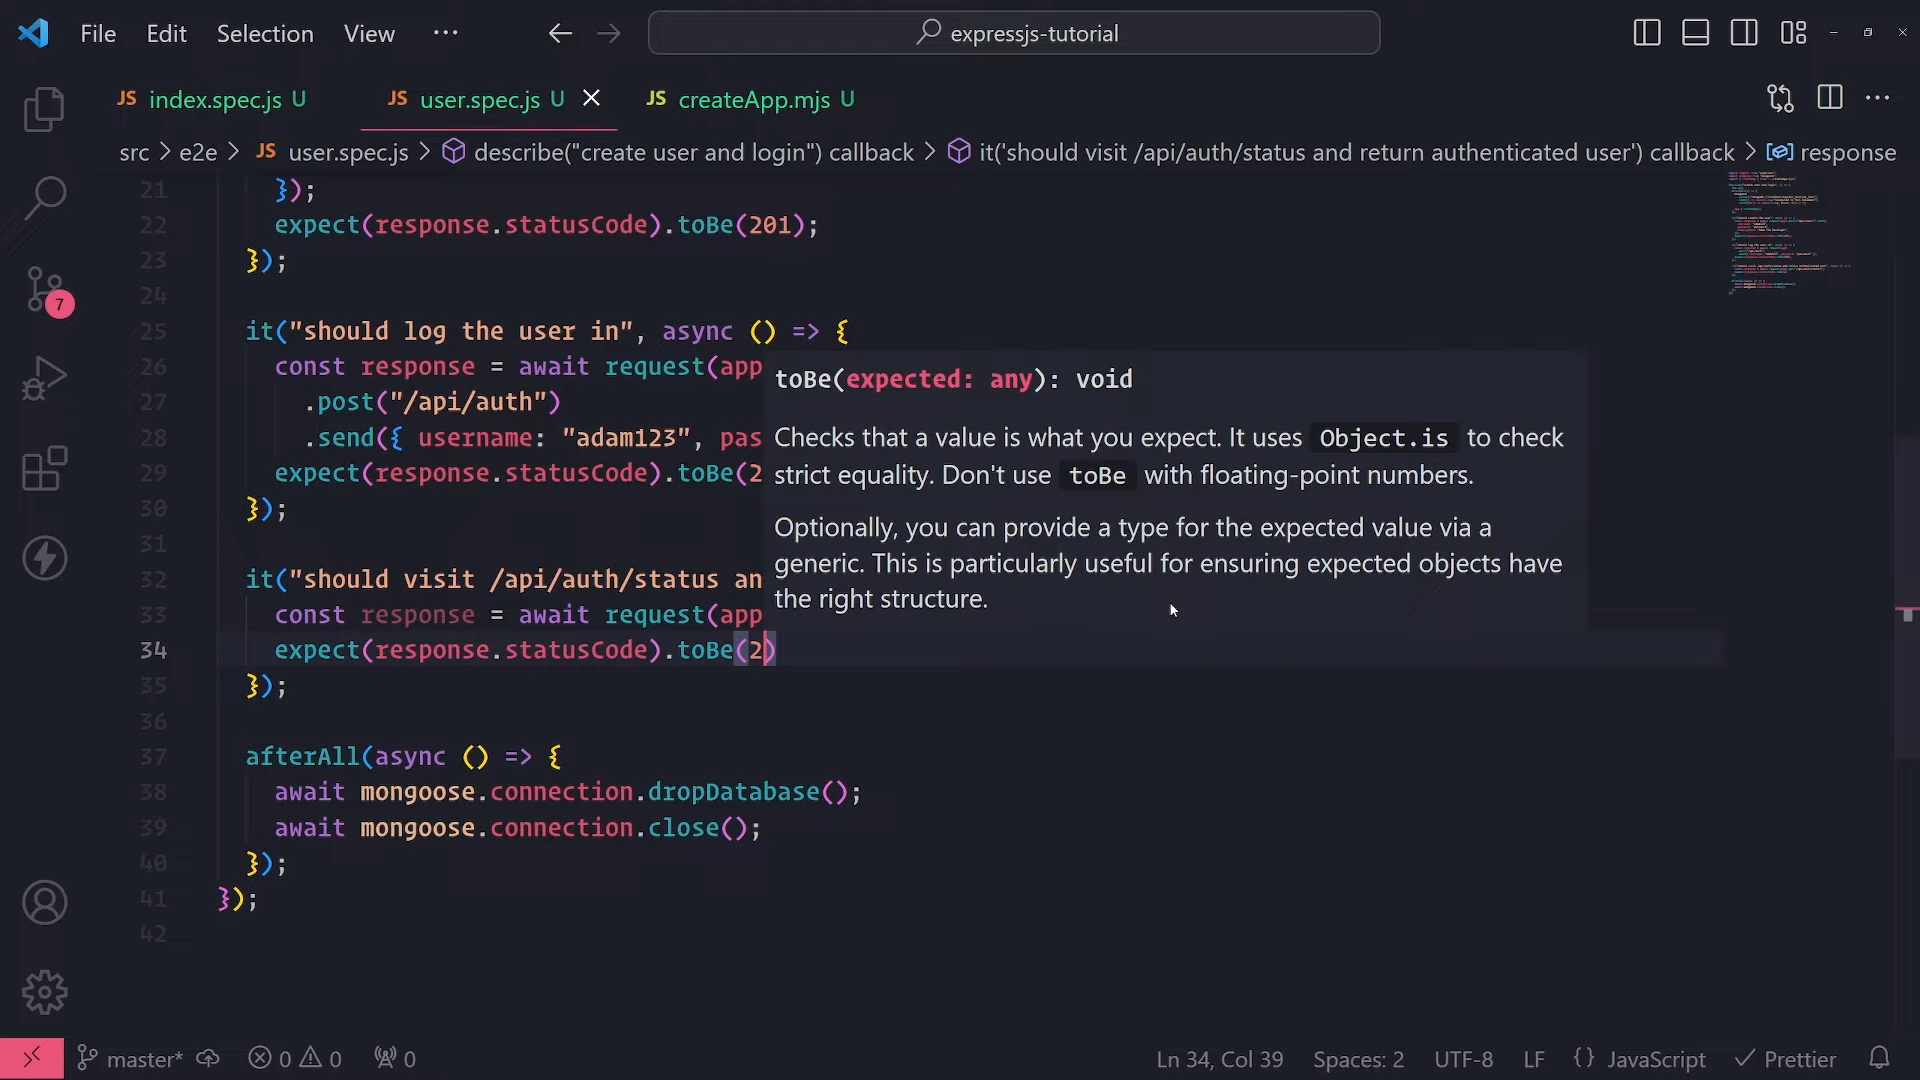 File Edit Selection View ··· expressjs-tutorial
JS index.spec.js U JS user.spec.js U JS createApp.mjs U
src > e2e > JS user.spec.js > describe("create user and login") callback > it('should visit /api/auth/status and return authenticated user') callback > response
21 });
22 expect(response.statusCode).toBe(201);
23 });
24
25 it("should log the user in", async () => {
26 const response = await request(app
27 .post("/api/auth")
28 .send({ username: "adam123", pas
29 expect(response.statusCode).toBe(2
30 });
31
32 it("should visit /api/auth/status an
33 const response = await request(app
34 expect(response.statusCode).toBe(2)
35 });
36
37 afterAll(async () => {
38 await mongoose.connection.dropDatabase();
39 await mongoose.connection.close();
40 });
41 });
42
toBe(expected: any): void
Checks that a value is what you expect. It uses Object.is to check
strict equality. Don't use toBe with floating-point numbers.
Optionally, you can provide a type for the expected value via a
generic. This is particularly useful for ensuring expected objects have
the right structure.
7
master* 0 0 0 Ln 34, Col 39 Spaces: 2 UTF-8 LF {} JavaScript Prettier